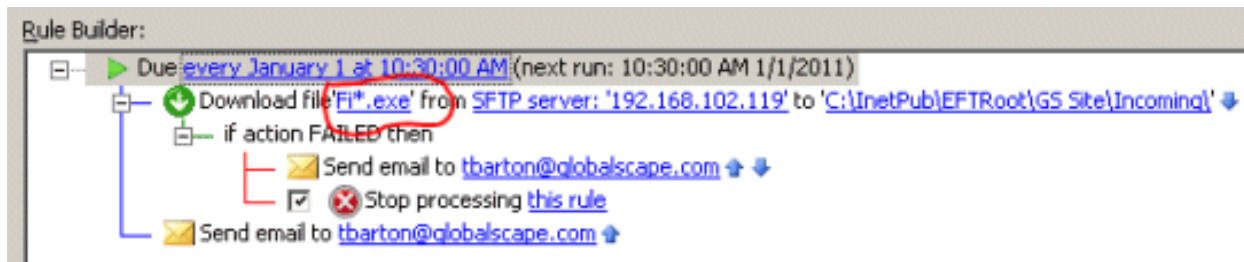 Rule Builder:
Due every January 1 at 10:30:00 AM (next run: 10:30:00 AM 1/1/2011)
Download file'Fi*.exe' from SFTP server: '192.168.102.119' to 'C:\InetPub\EFTRoot\GS Site\Incoming\'
if action FAILED then
Send email to tbarton@globalscape.com
Stop processing this rule
Send email to tbarton@globalscape.com